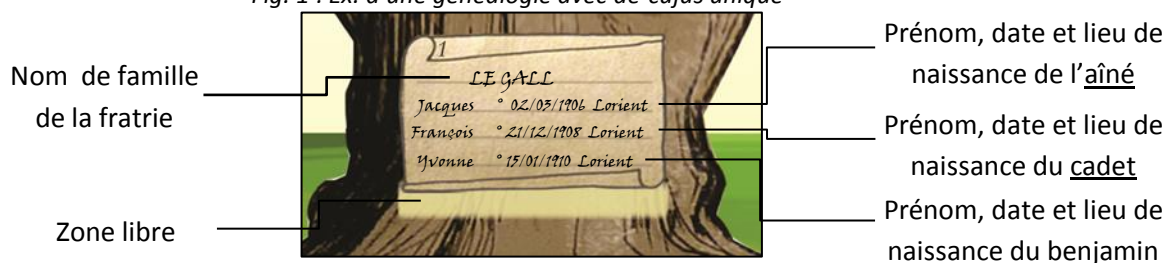 Fig. 1 : Ex. d'une généalogie avec de-cujus unique
1
LE GALL
Jacques ° 02/03/1906 Lorient
François ° 21/12/1908 Lorient
Yvonne ° 15/01/1910 Lorient
Nom de famille
de la fratrie
Zone libre
Prénom, date et lieu de
naissance de l'aîné
Prénom, date et lieu de
naissance du cadet
Prénom, date et lieu de
naissance du benjamin